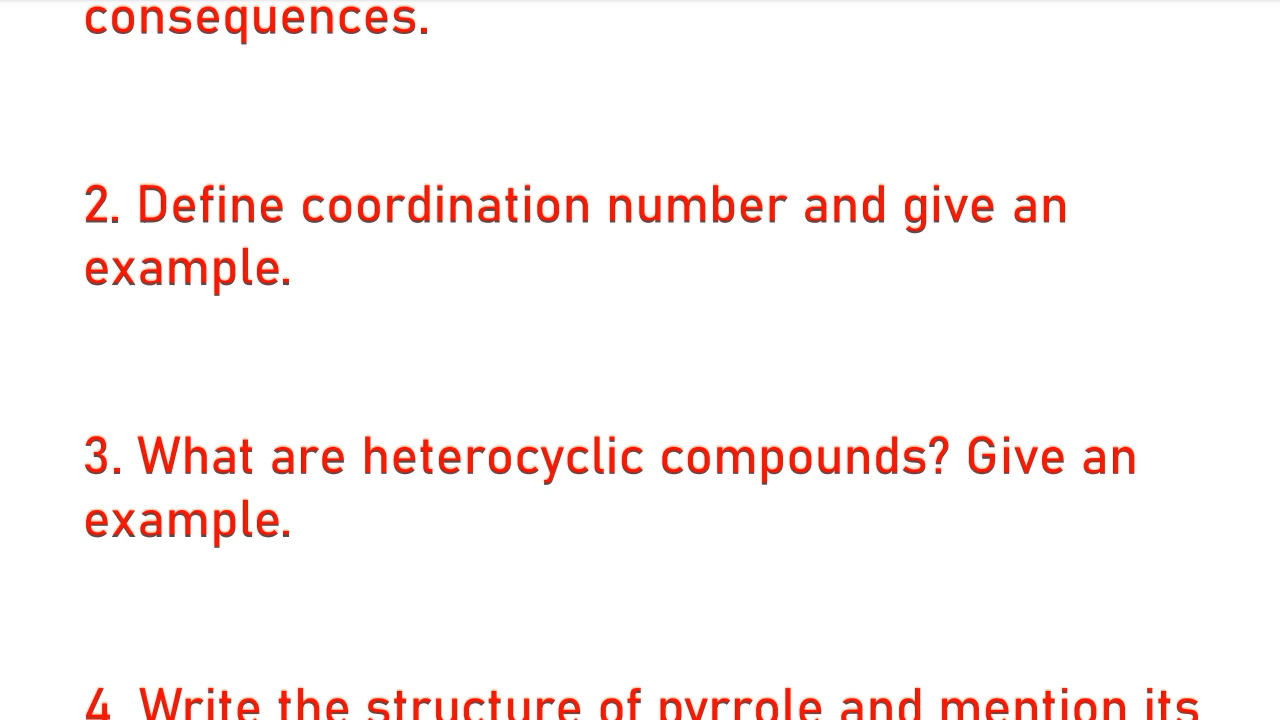 consequences.
2. Define coordination number and give an
example.
3. What are heterocyclic compounds? Give an
example.
4. Write the structure of pyrrole and mention its